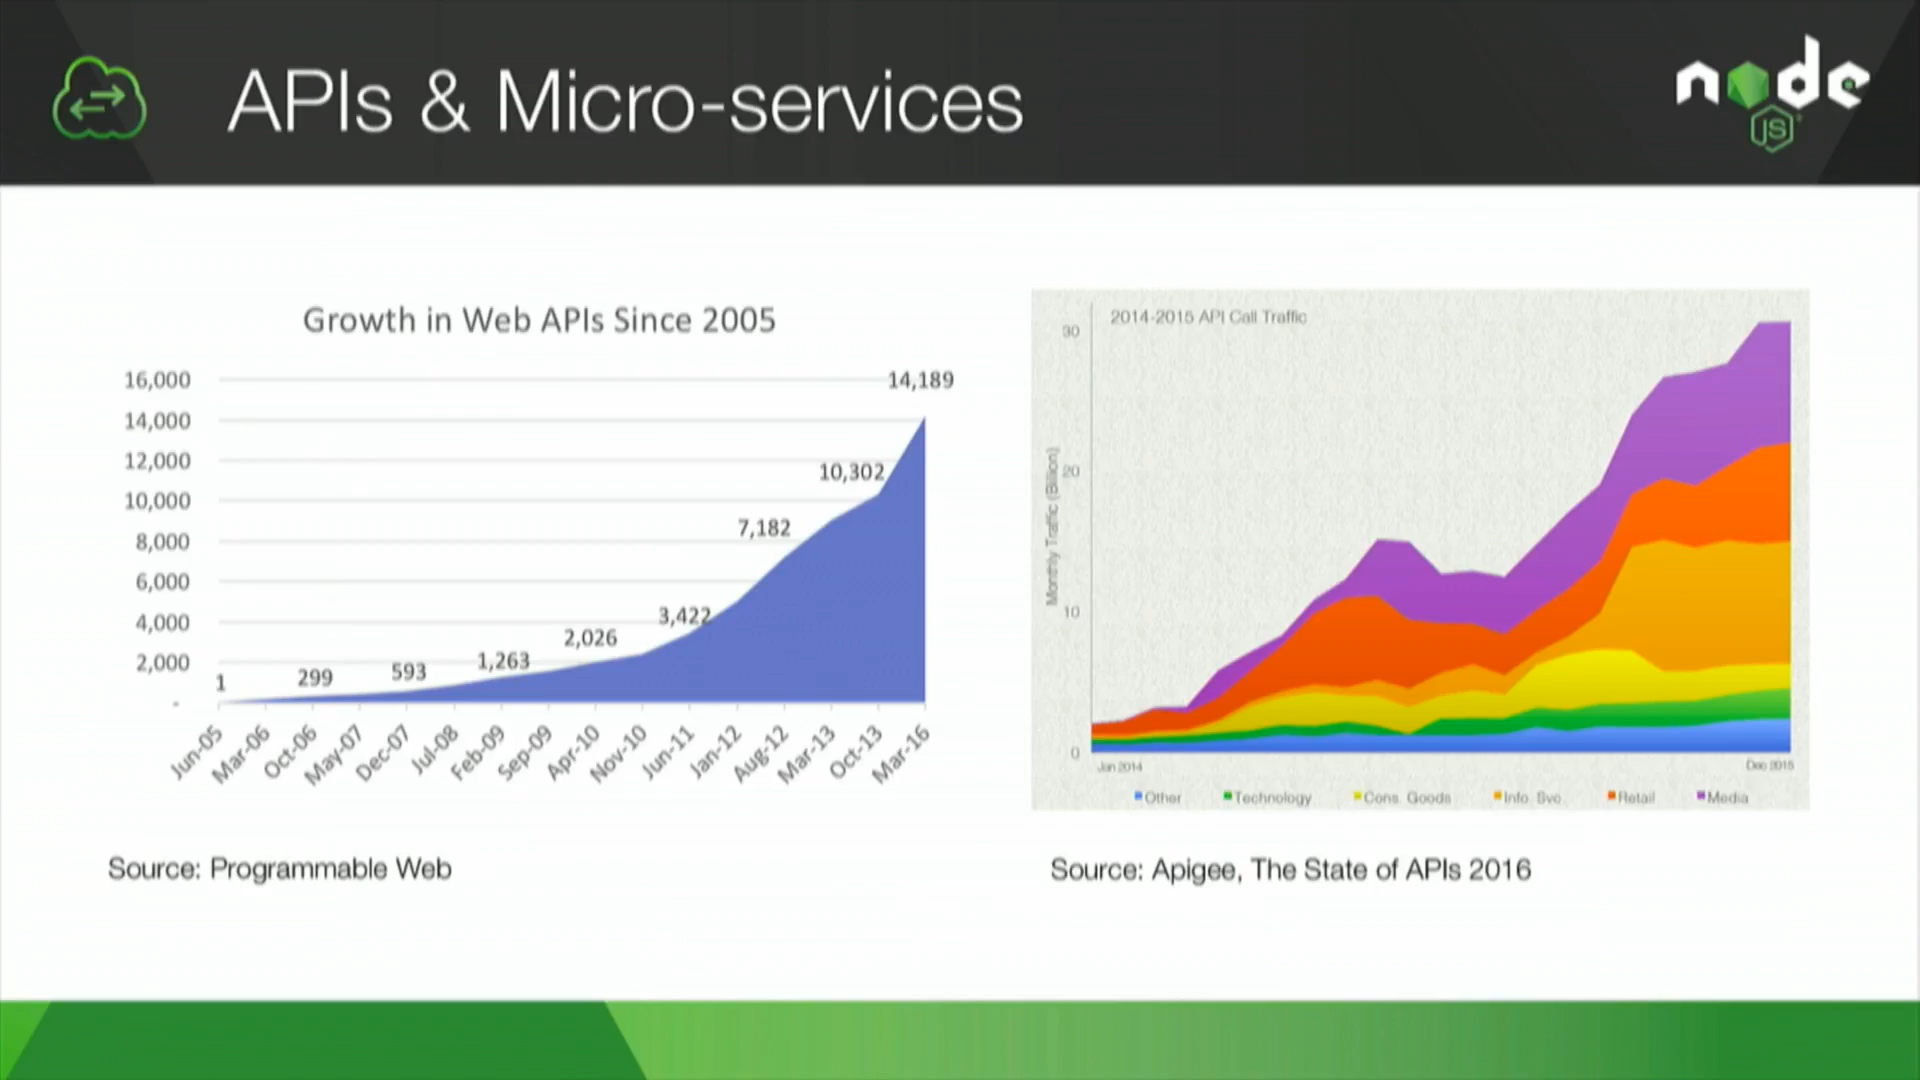 APIs & Micro-services
node
JS
Growth in Web APIs Since 2005
16,000
14,000
12,000
10,000
8,000
6,000
4,000
2,000
-
1
299
593
1,263
2,026
3,422
7,182
10,302
14,189
Jun-05
Mar-06
Oct-06
May-07
Dec-07
Jul-08
Feb-09
Sep-09
Apr-10
Nov-10
Jun-11
Jan-12
Aug-12
Mar-13
Oct-13
Mar-16
Source: Programmable Web
2014-2015 API Call Traffic
Monthly Traffic (Billion)
30
20
10
0
Jan 2014
Dec 2015
Other
Technology
Cons. Goods
Info. Svc.
Retail
Media
Source: Apigee, The State of APIs 2016